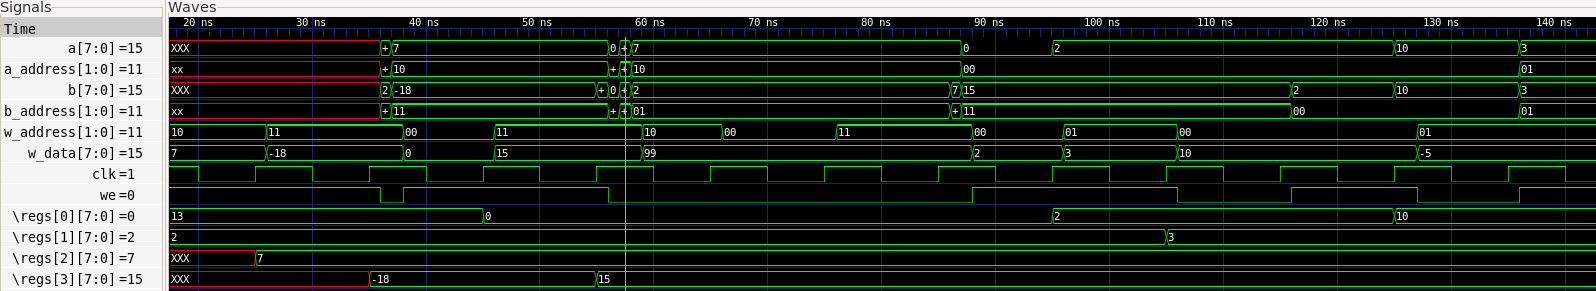 Signals Waves
Time 20 ns 30 ns 40 ns 50 ns 60 ns 70 ns 80 ns 90 ns 100 ns 110 ns 120 ns 130 ns 140 ns
a[7:0] =15 XXX + 7 0 + 7 0 2 10 3
a_address[1:0] =11 xx + 10 + + 10 00 01
b[7:0] =15 XXX 2 -18 + 0 + 2 7 15 2 10 3
b_address[1:0] =11 xx + 11 + + 01 + 11 00 01
w_address[1:0] =11 10 11 00 11 10 00 11 00 01 00 01
w_data[7:0] =15 7 -18 0 15 99 2 3 10 -5
clk =1
we =0
\regs[0][7:0] =0 13 0 2 10
\regs[1][7:0] =2 2 3
\regs[2][7:0] =7 XXX 7
\regs[3][7:0] =15 XXX -18 15